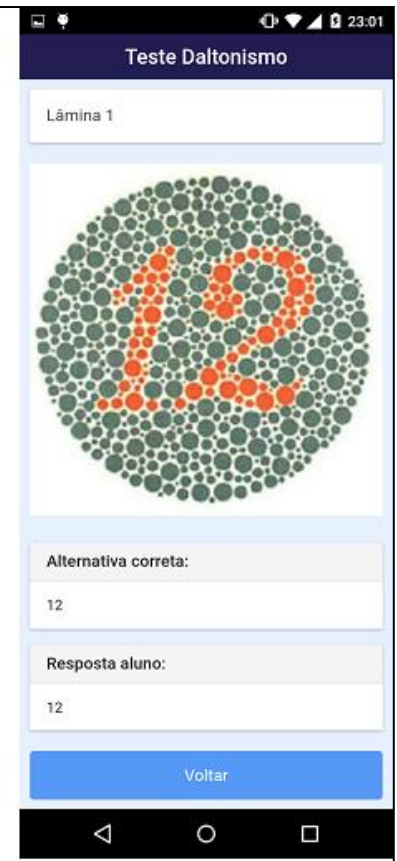 23:01
Teste Daltonismo
Lâmina 1
12
Alternativa correta:
12
Resposta aluno:
12
Voltar